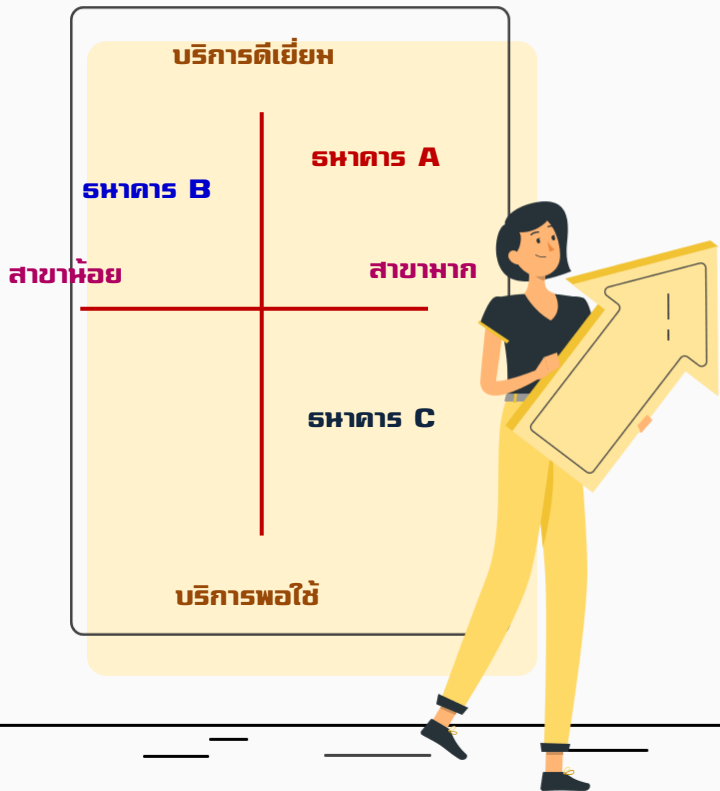 บริการดีเยี่ยม
ธนาคาร A
ธนาคาร B
สาขาน้อย
สาขามาก
ธนาคาร C
บริการพอใช้